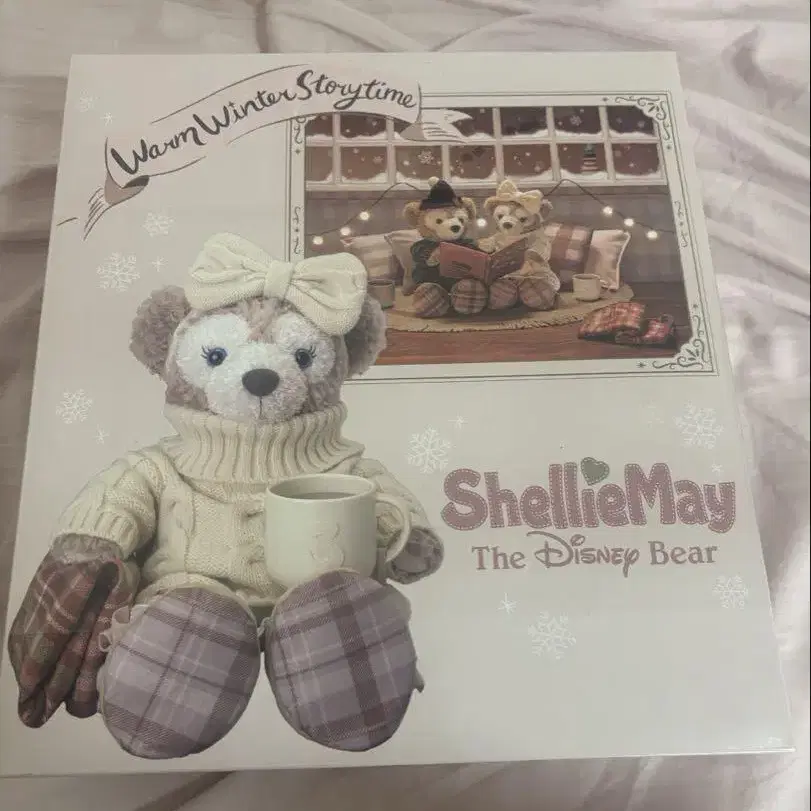 Warm Winter Storytime
ShellieMay
The Disney Bear